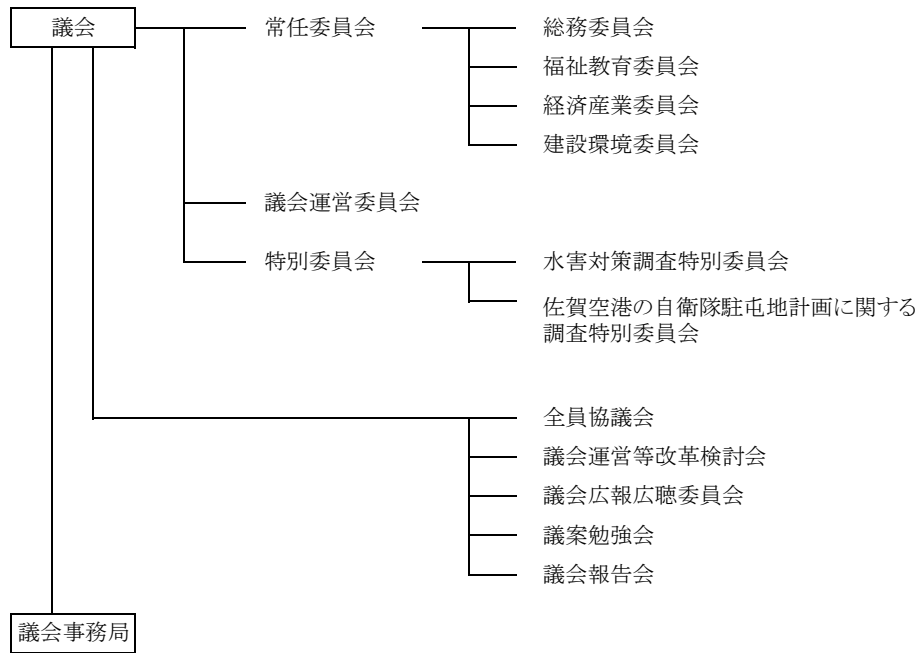 議会
常任委員会
総務委員会
福祉教育委員会
経済産業委員会
建設環境委員会
議会運営委員会
特別委員会
水害対策調査特別委員会
佐賀空港の自衛隊駐屯地計画に関する
調査特別委員会
全員協議会
議会運営等改革検討会
議会広報広聴委員会
議案勉強会
議会報告会
議会事務局